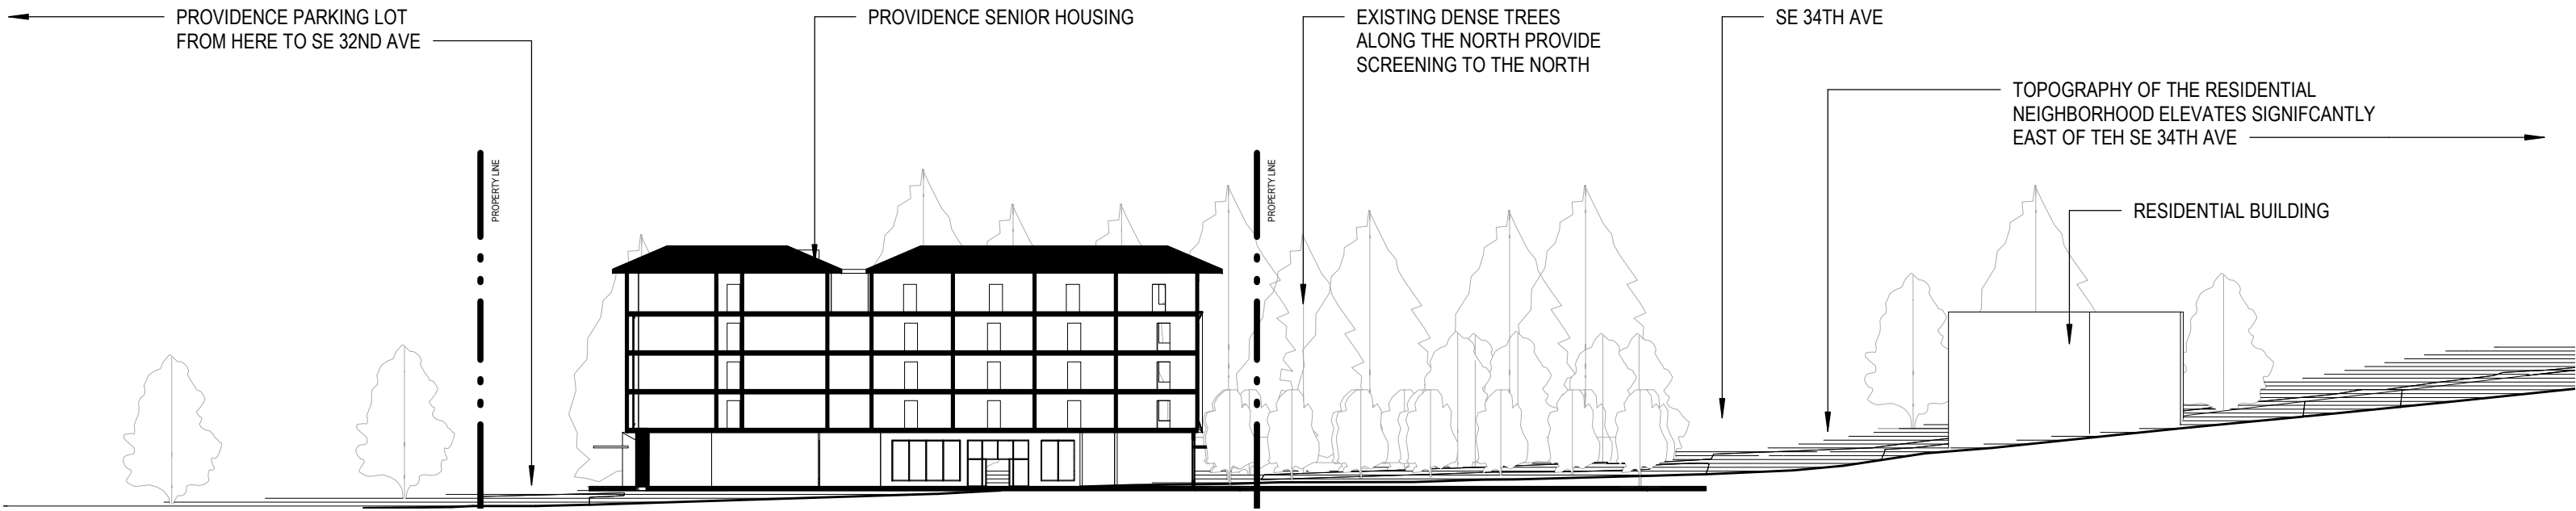 PROVIDENCE PARKING LOT
FROM HERE TO SE 32ND AVE
PROVIDENCE SENIOR HOUSING
EXISTING DENSE TREES
ALONG THE NORTH PROVIDE
SCREENING TO THE NORTH
SE 34TH AVE
TOPOGRAPHY OF THE RESIDENTIAL
NEIGHBORHOOD ELEVATES SIGNIFCANTLY
EAST OF TEH SE 34TH AVE
RESIDENTIAL BUILDING
PROPERTY LINE
PROPERTY LINE